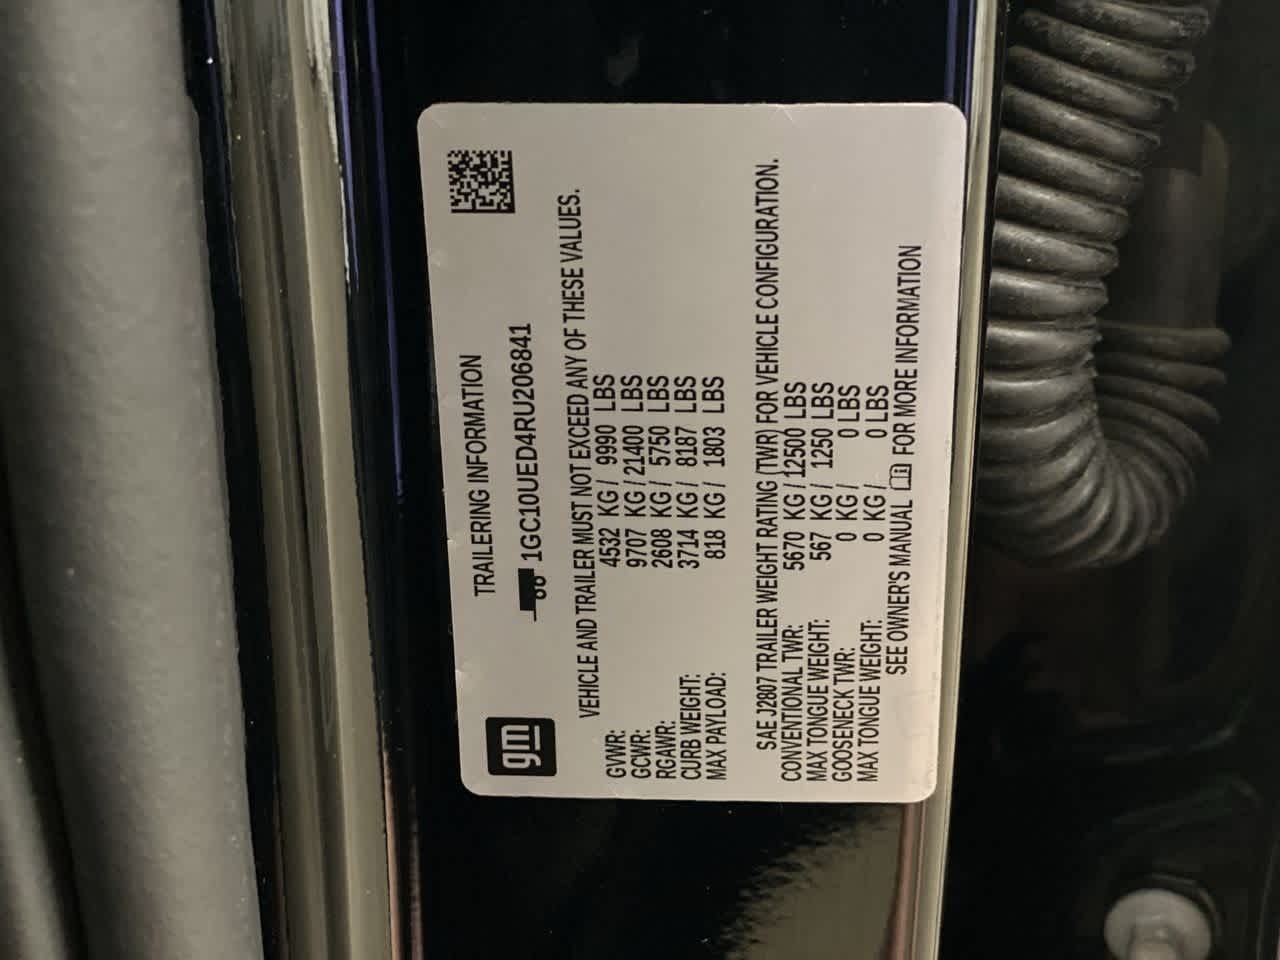 gm
TRAILERING INFORMATION
1GC10UED4RU206841
VEHICLE AND TRAILER MUST NOT EXCEED ANY OF THESE VALUES.
GVWR: 4532 KG / 9990 LBS
GCWR: 9707 KG / 21400 LBS
RGAWR: 2608 KG / 5750 LBS
CURB WEIGHT: 3714 KG / 8187 LBS
MAX PAYLOAD: 818 KG / 1803 LBS
SAE J2807 TRAILER WEIGHT RATING (TWR) FOR VEHICLE CONFIGURATION.
CONVENTIONAL TWR: 5670 KG / 12500 LBS
MAX TONGUE WEIGHT: 567 KG / 1250 LBS
GOOSENECK TWR: 0 KG / 0 LBS
MAX TONGUE WEIGHT: 0 KG / 0 LBS
SEE OWNER'S MANUAL FOR MORE INFORMATION